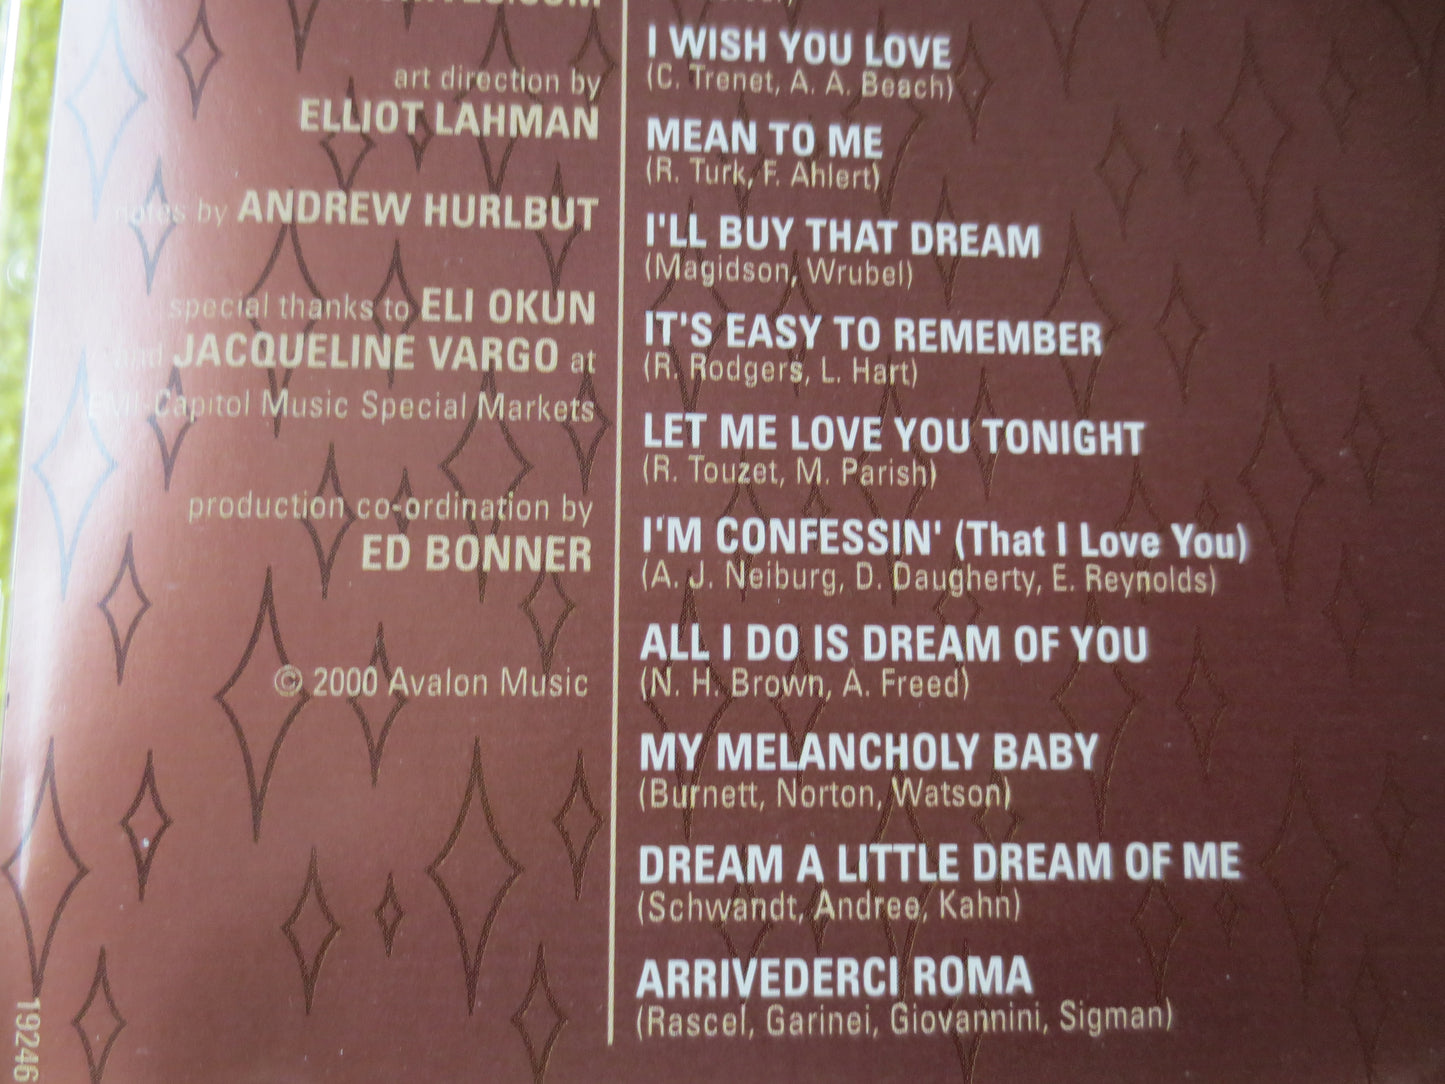 art direction by
ELLIOT LAHMAN
notes by ANDREW HURLBUT
special thanks to ELI OKUN
and JACQUELINE VARGO at
EMI-Capitol Music Special Markets
production co-ordination by
ED BONNER
© 2000 Avalon Music
19246
I WISH YOU LOVE
(C. Trenet, A. A. Beach)
MEAN TO ME
(R. Turk, F. Ahlert)
I'LL BUY THAT DREAM
(Magidson, Wrubel)
IT'S EASY TO REMEMBER
(R. Rodgers, L. Hart)
LET ME LOVE YOU TONIGHT
(R. Touzet, M. Parish)
I'M CONFESSIN' (That I Love You)
(A. J. Neiburg, D. Daugherty, E. Reynolds)
ALL I DO IS DREAM OF YOU
(N. H. Brown, A. Freed)
MY MELANCHOLY BABY
(Burnett, Norton, Watson)
DREAM A LITTLE DREAM OF ME
(Schwandt, Andree, Kahn)
ARRIVEDERCI ROMA
(Rascel, Garinei, Giovannini, Sigman)